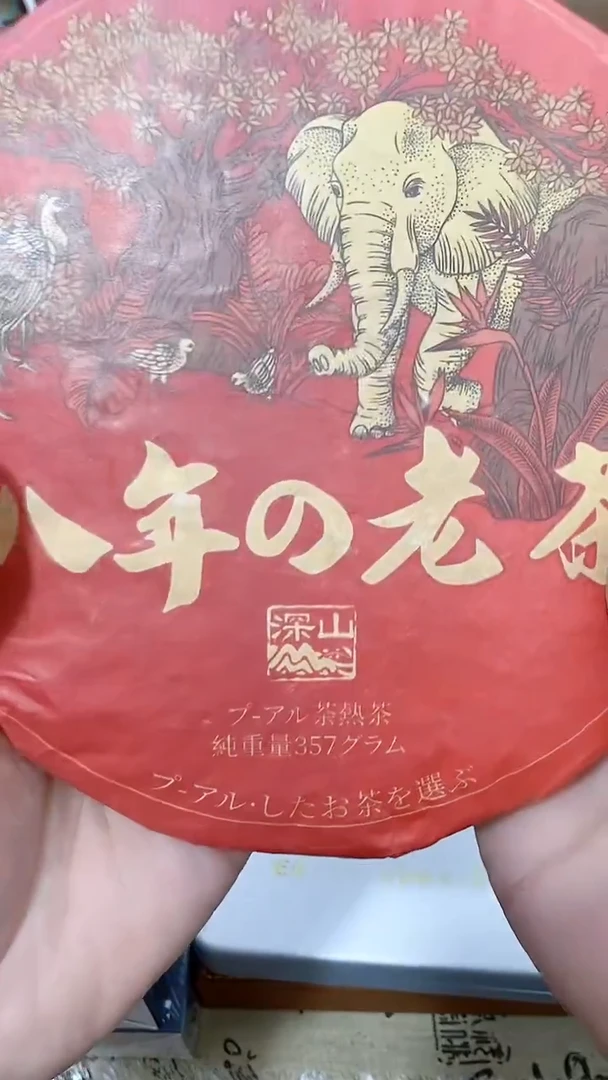 八年の老茶
深山
プーアル茶熟茶
純重量357グラム
プーアル・したお茶を選ぶ